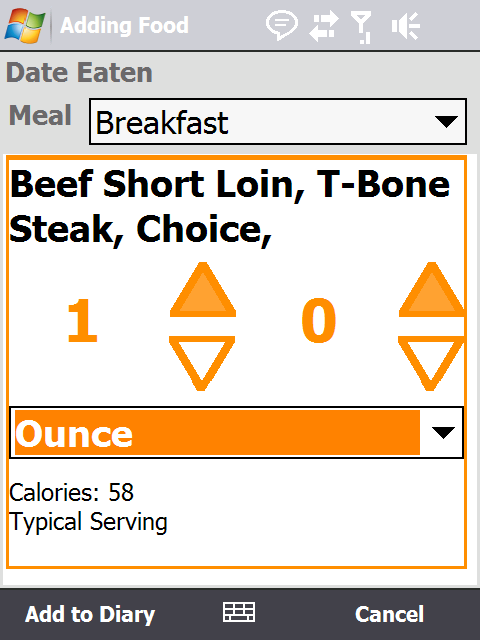 Adding Food
Date Eaten
Meal Breakfast
Beef Short Loin, T-Bone
Steak, Choice,
1 0
Ounce
Calories: 58
Typical Serving
Add to Diary Cancel